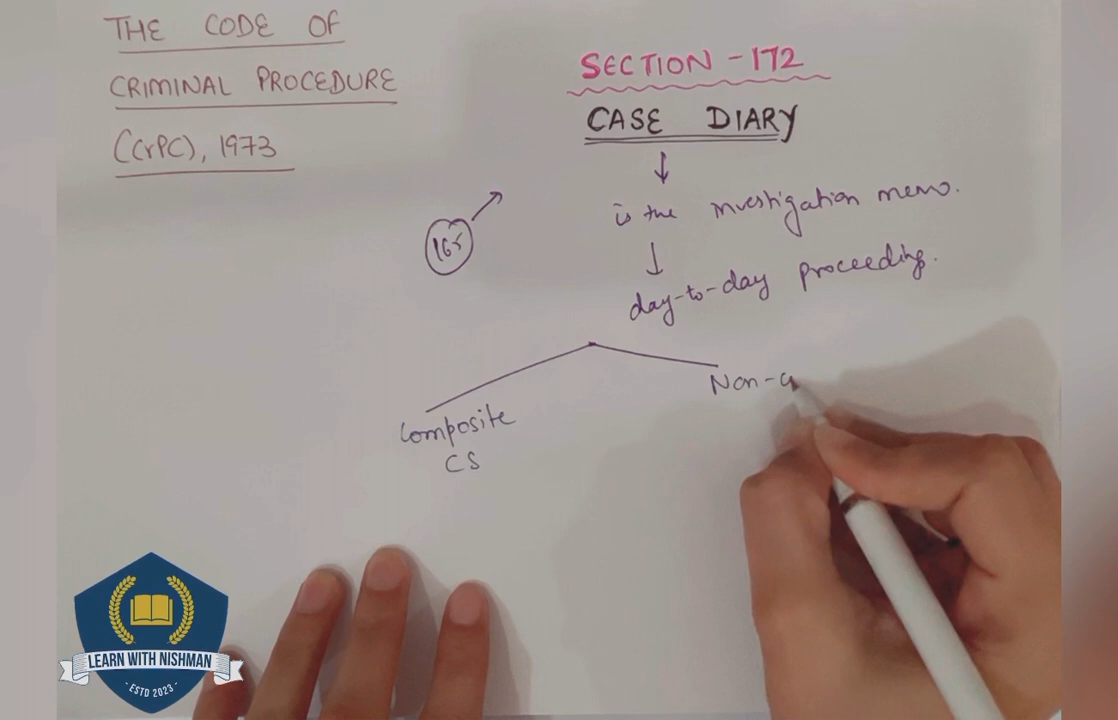 THE CODE OF
CRIMINAL PROCEDURE
(CrPC), 1973
SECTION - 172
CASE DIARY
is the investigation memo.
165
day-to-day proceeding.
Composite
CS
Non-c
LEARN WITH NISHMAN
- ESTD 2023 -